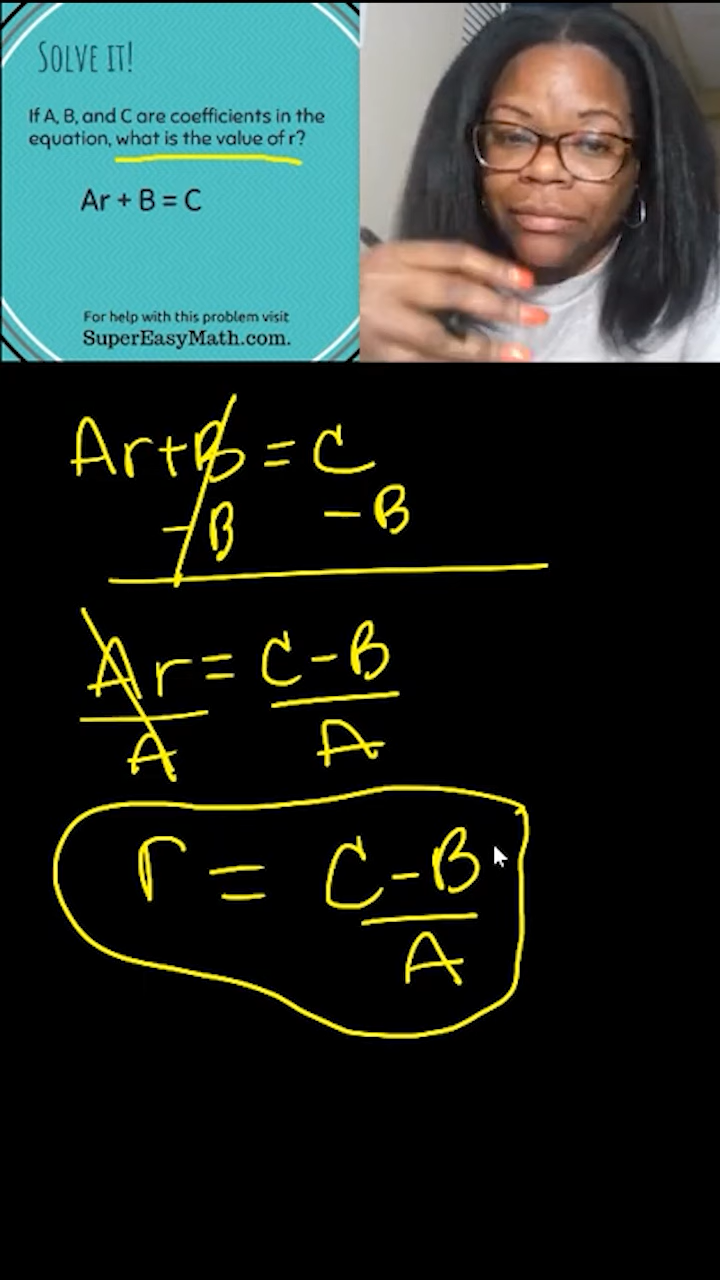 SOLVE IT!
If A, B, and C are coefficients in the
equation, what is the value of r?
Ar + B = C
For help with this problem visit
SuperEasyMath.com.
Ar+B = C
-B -B
Ar = C-B
A A
r = C-B
A